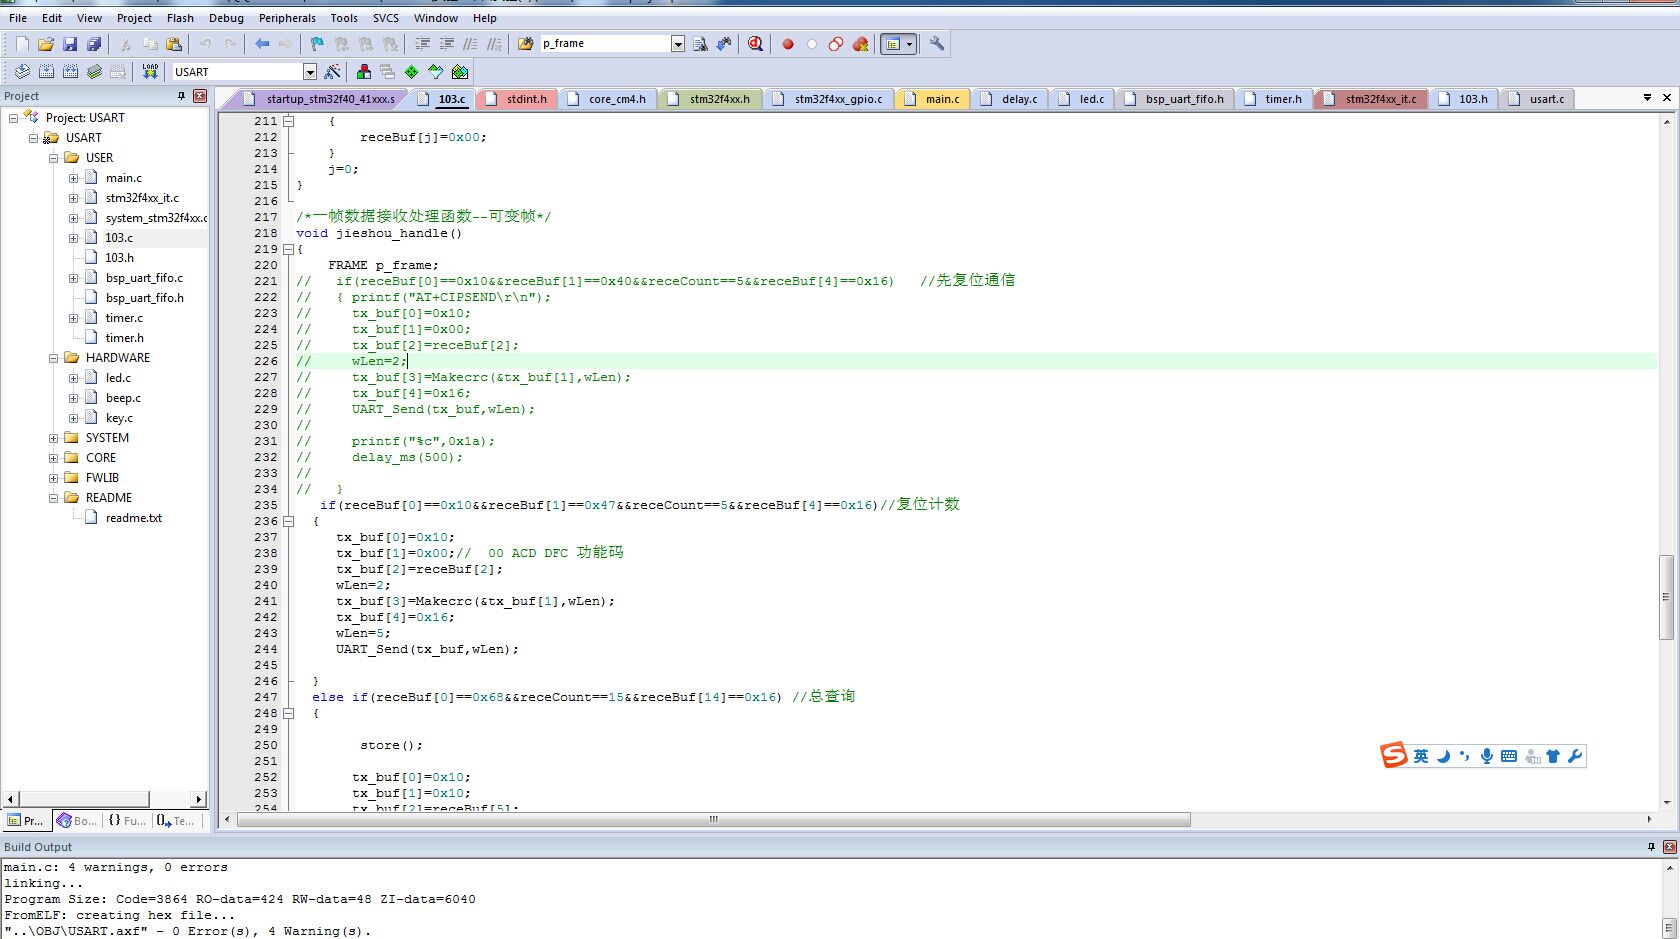 File Edit View Project Flash Debug Peripherals Tools SVCS Window Help
p_frame
LOAD
USART
Project
startup_stm32f40_41xxx.s 103.c stdint.h core_cm4.h stm32f4xx.h stm32f4xx_gpio.c main.c delay.c led.c bsp_uart_fifo.h timer.h stm32f4xx_it.c 103.h usart.c
Project: USART
USART
USER
main.c
stm32f4xx_it.c
system_stm32f4xx.c
103.c
103.h
bsp_uart_fifo.c
bsp_uart_fifo.h
timer.c
timer.h
HARDWARE
led.c
beep.c
key.c
SYSTEM
CORE
FWLIB
README
readme.txt
Pr... Bo... {} Fu... Te...
211 {
212 receBuf[j]=0x00;
213 }
214 j=0;
215 }
216
217 /*一帧数据接收处理函数--可变帧*/
218 void jieshou_handle()
219 {
220 FRAME p_frame;
221 // if(receBuf[0]==0x10&&receBuf[1]==0x40&&receCount==5&&receBuf[4]==0x16) //先复位通信
222 // { printf("AT+CIPSEND\r\n");
223 // tx_buf[0]=0x10;
224 // tx_buf[1]=0x00;
225 // tx_buf[2]=receBuf[2];
226 // wLen=2;
227 // tx_buf[3]=Makecrc(&tx_buf[1],wLen);
228 // tx_buf[4]=0x16;
229 // UART_Send(tx_buf,wLen);
230 //
231 // printf("%c",0x1a);
232 // delay_ms(500);
233 //
234 // }
235 if(receBuf[0]==0x10&&receBuf[1]==0x47&&receCount==5&&receBuf[4]==0x16)//复位计数
236 {
237 tx_buf[0]=0x10;
238 tx_buf[1]=0x00;// 00 ACD DFC 功能码
239 tx_buf[2]=receBuf[2];
240 wLen=2;
241 tx_buf[3]=Makecrc(&tx_buf[1],wLen);
242 tx_buf[4]=0x16;
243 wLen=5;
244 UART_Send(tx_buf,wLen);
245
246 }
247 else if(receBuf[0]==0x68&&receCount==15&&receBuf[14]==0x16) //总查询
248 {
249
250 store();
251
252 tx_buf[0]=0x10;
253 tx_buf[1]=0x10;
254 tx_buf[2]=receBuf[5];
英
Build Output
main.c: 4 warnings, 0 errors
linking...
Program Size: Code=3864 RO-data=424 RW-data=48 ZI-data=6040
FromELF: creating hex file...
"..\OBJ\USART.axf" - 0 Error(s), 4 Warning(s).